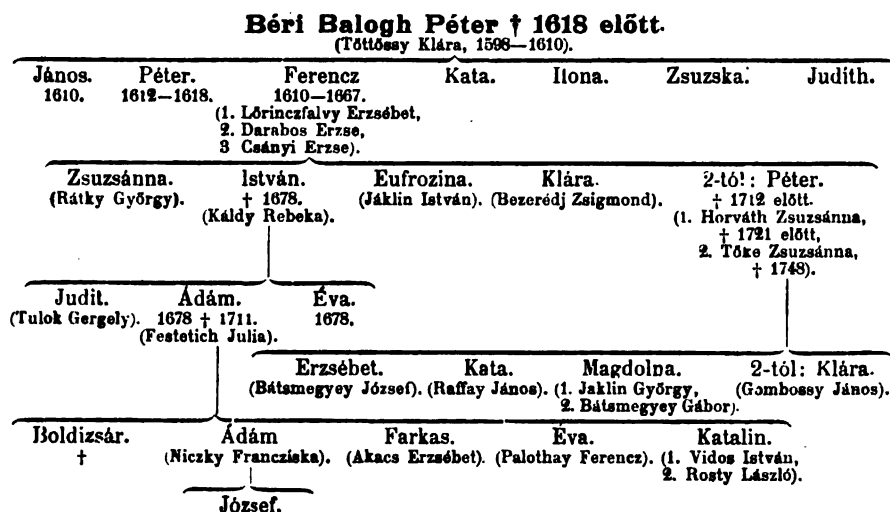 Béri Balogh Péter † 1618 előtt.
(Töttőssy Klára, 1598—1610).
János. Péter. Ferencz Kata. Ilona. Zsuzska. Judith.
1610. 1612—1618. 1610—1667.
(1. Lőrinczfalvy Erzsébet,
2. Darabos Erzse,
3 Csányi Erzse).
Zsuzsánna. István. Eufrozina. Klára. 2-tól: Péter.
(Rátky György). † 1678. (Jáklin István). (Bezerédj Zsigmond). † 1712 előtt.
(Káldy Rebeka). (1. Horváth Zsuzsánna,
† 1721 előtt,
2. Tőke Zsuzsánna,
† 1748).
Judit. Ádám. Éva.
(Tulok Gergely). 1678 † 1711. 1678.
(Festetich Julia).
Erzsébet. Kata. Magdolna. 2-tól: Klára.
(Bátsmegyey József). (Raffay János). (1. Jaklin György, (Gombossy János).
2. Bátsmegyey Gábor).
Boldizsár. Ádám Farkas. Éva. Katalin.
† (Niczky Francziska). (Akacs Erzsébet). (Palothay Ferencz). (1. Vidos István,
2. Rosty László).
József.